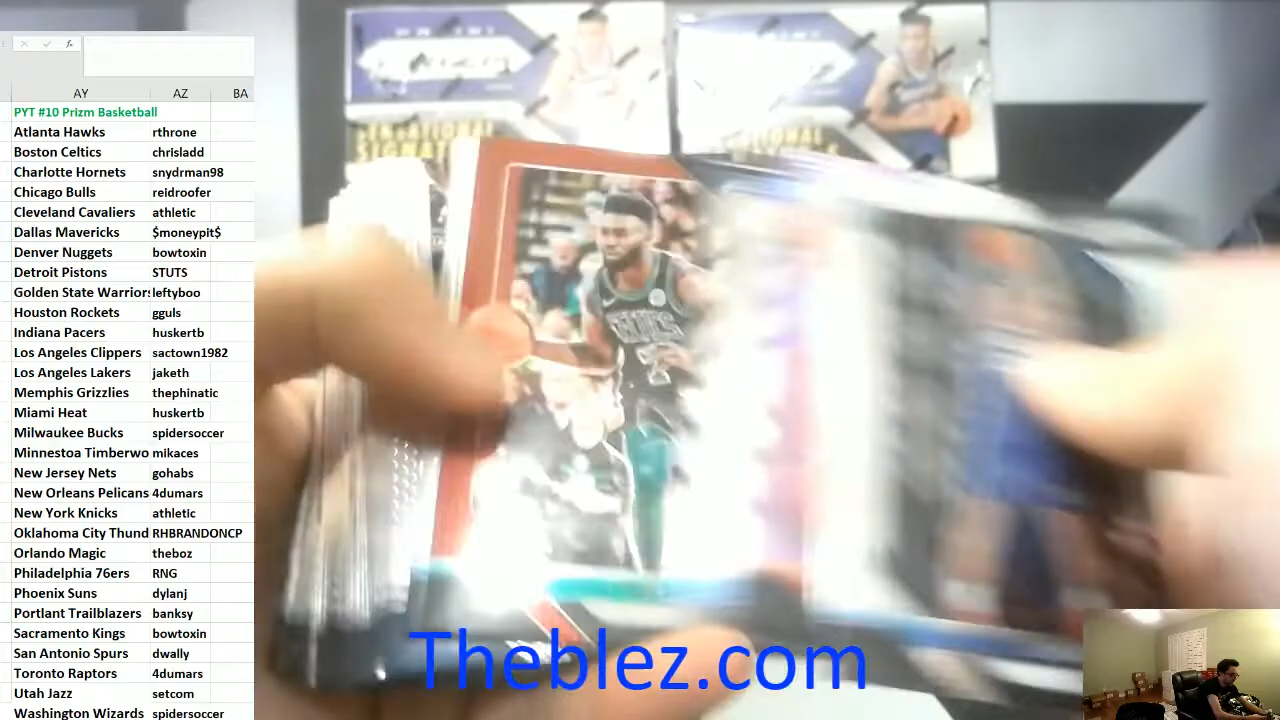 AY AZ BA
PYT #10 Prizm Basketball
Atlanta Hawks rthrone
Boston Celtics chrisladd
Charlotte Hornets snydrman98
Chicago Bulls reidroofer
Cleveland Cavaliers athletic
Dallas Mavericks $moneypit$
Denver Nuggets bowtoxin
Detroit Pistons STUTS
Golden State Warriors leftyboo
Houston Rockets gguls
Indiana Pacers huskertb
Los Angeles Clippers sactown1982
Los Angeles Lakers jaketh
Memphis Grizzlies thephinatic
Miami Heat huskertb
Milwaukee Bucks spidersoccer
Minnestoa Timberwo mikaces
New Jersey Nets gohabs
New Orleans Pelicans 4dumars
New York Knicks athletic
Oklahoma City Thund RHBRANDONCP
Orlando Magic theboz
Philadelphia 76ers RNG
Phoenix Suns dylanj
Portlant Trailblazers banksy
Sacramento Kings bowtoxin
San Antonio Spurs dwally
Toronto Raptors 4dumars
Utah Jazz setcom
Washington Wizards spidersoccer
SENSATIONAL
CELTICS
7
Theblez.com